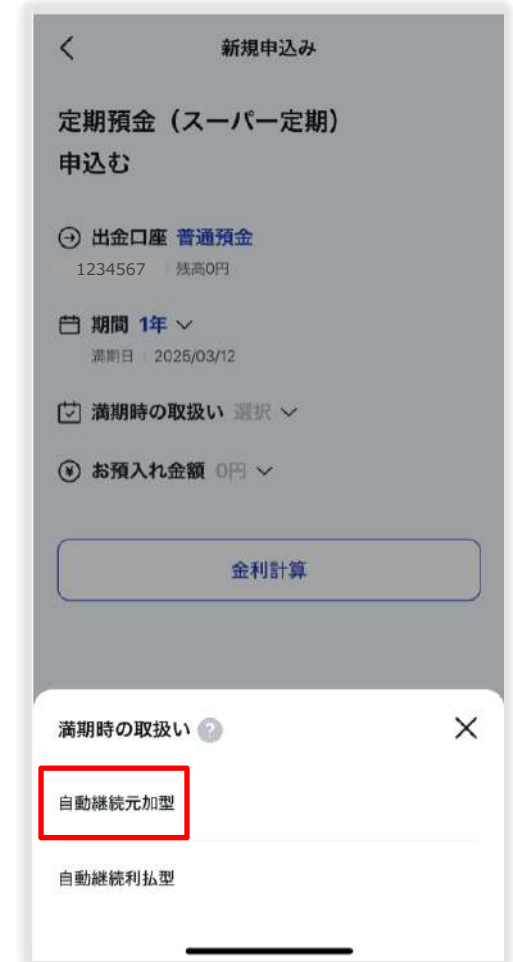 新規申込み
定期預金（スーパー定期）
申込む
出金口座 普通預金
1234567 残高0円
期間 1年
満期日 2025/03/12
満期時の取扱い 選択
お預入れ金額 0円
金利計算
満期時の取扱い ?
自動継続元加型
自動継続利払型